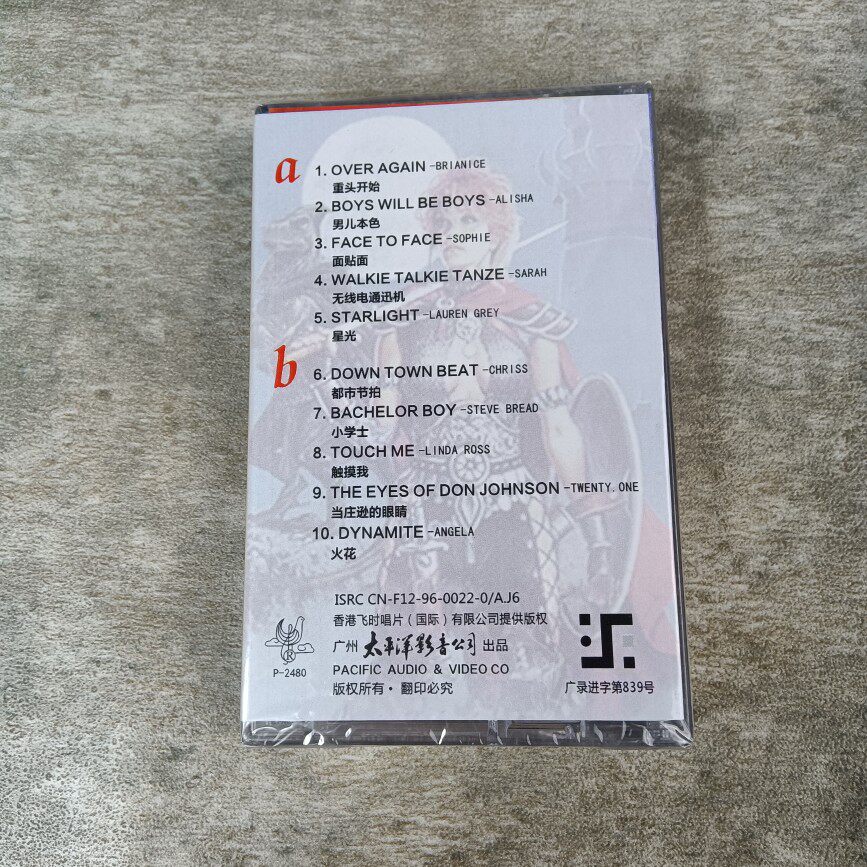 a
1. OVER AGAIN-BRIANICE
重头开始
2. BOYS WILL BE BOYS-ALISHA
男儿本色
3. FACE TO FACE-SOPHIE
面贴面
4. WALKIE TALKIE TANZE-SARAH
无线电通迅机
5. STARLIGHT-LAUREN GREY
星光
b
6. DOWN TOWN BEAT-CHRISS
都市节拍
7. BACHELOR BOY-STEVE BREAD
小学士
8. TOUCH ME-LINDA ROSS
触摸我
9. THE EYES OF DON JOHNSON-TWENTY.ONE
当庄逊的眼睛
10. DYNAMITE-ANGELA
火花
ISRC CN-F12-96-0022-0/AJ6
香港飞时唱片(国际)有限公司提供版权
广州 太平洋影音公司 出品
PACIFIC AUDIO & VIDEO CO
版权所有·翻印必究
R
P-2480
广录进字第839号